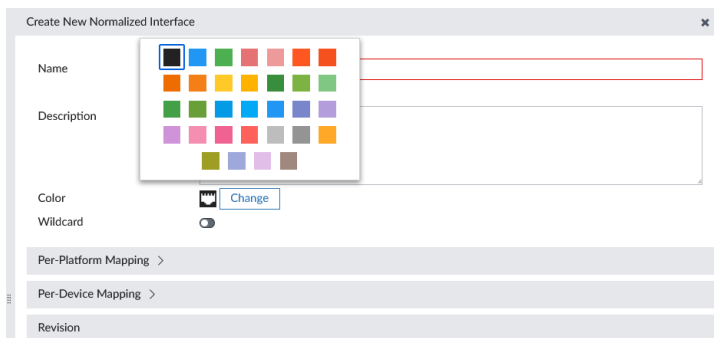 Create New Normalized Interface
Name
Description
Color
Change
Wildcard
Per-Platform Mapping
Per-Device Mapping
Revision